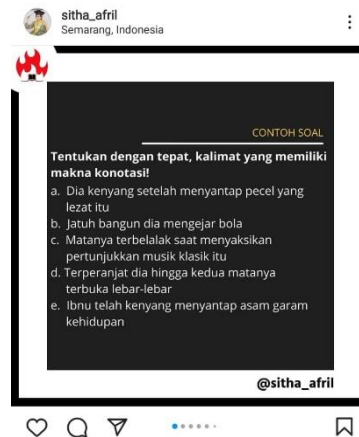 sitha_afril
Semarang, Indonesia
CONTOH SOAL
Tentukan dengan tepat, kalimat yang memiliki
makna konotasi!
a. Dia kenyang setelah menyantap pecel yang
lezat itu
b. Jatuh bangun dia mengejar bola
c. Matanya terbelalak saat menyaksikan
pertunjukkan musik klasik itu
d. Terperanjat dia hingga kedua matanya
terbuka lebar-lebar
e. Ibnu telah kenyang menyantap asam garam
kehidupan
@sitha_afril